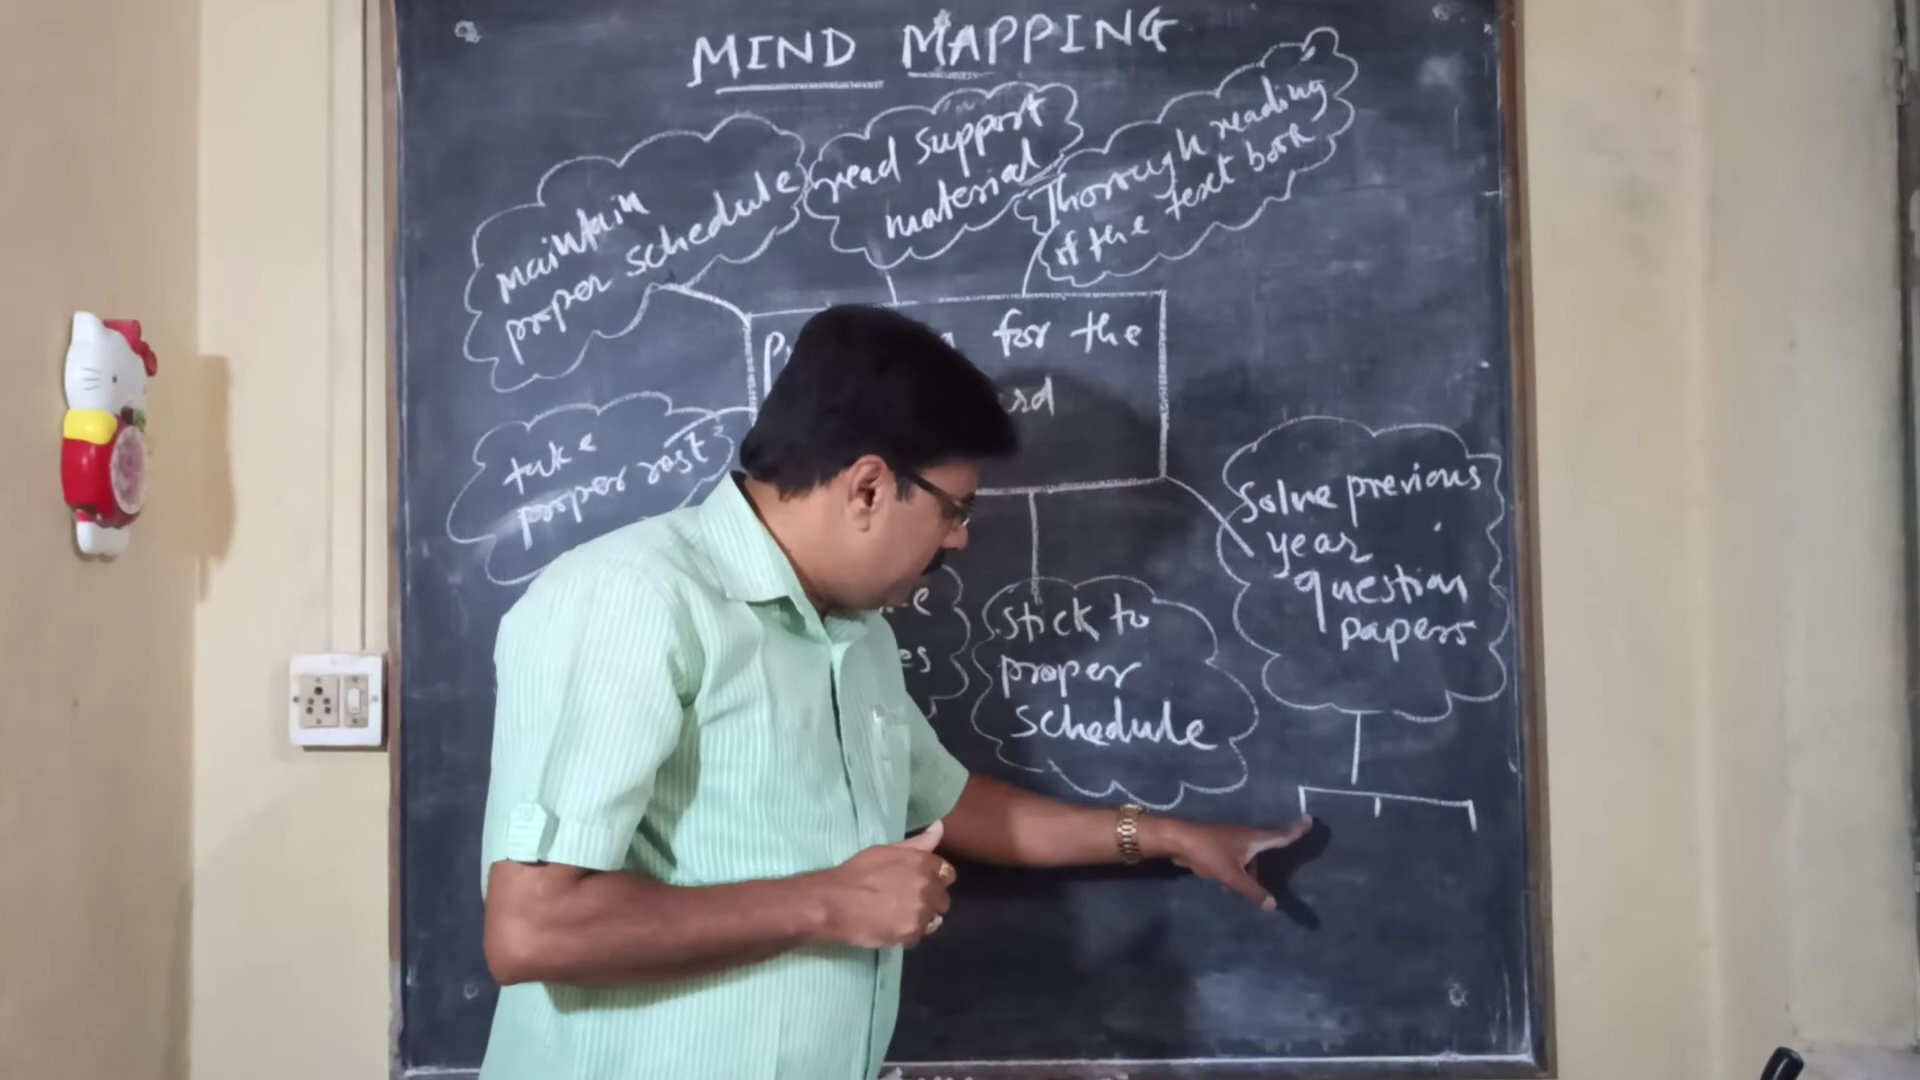 MIND MAPPING
maintain
proper schedule
read support
material
Thorough reading
of the text book
for the
take
proper rest
Stick to
proper
schedule
Solve previous
year
question
papers